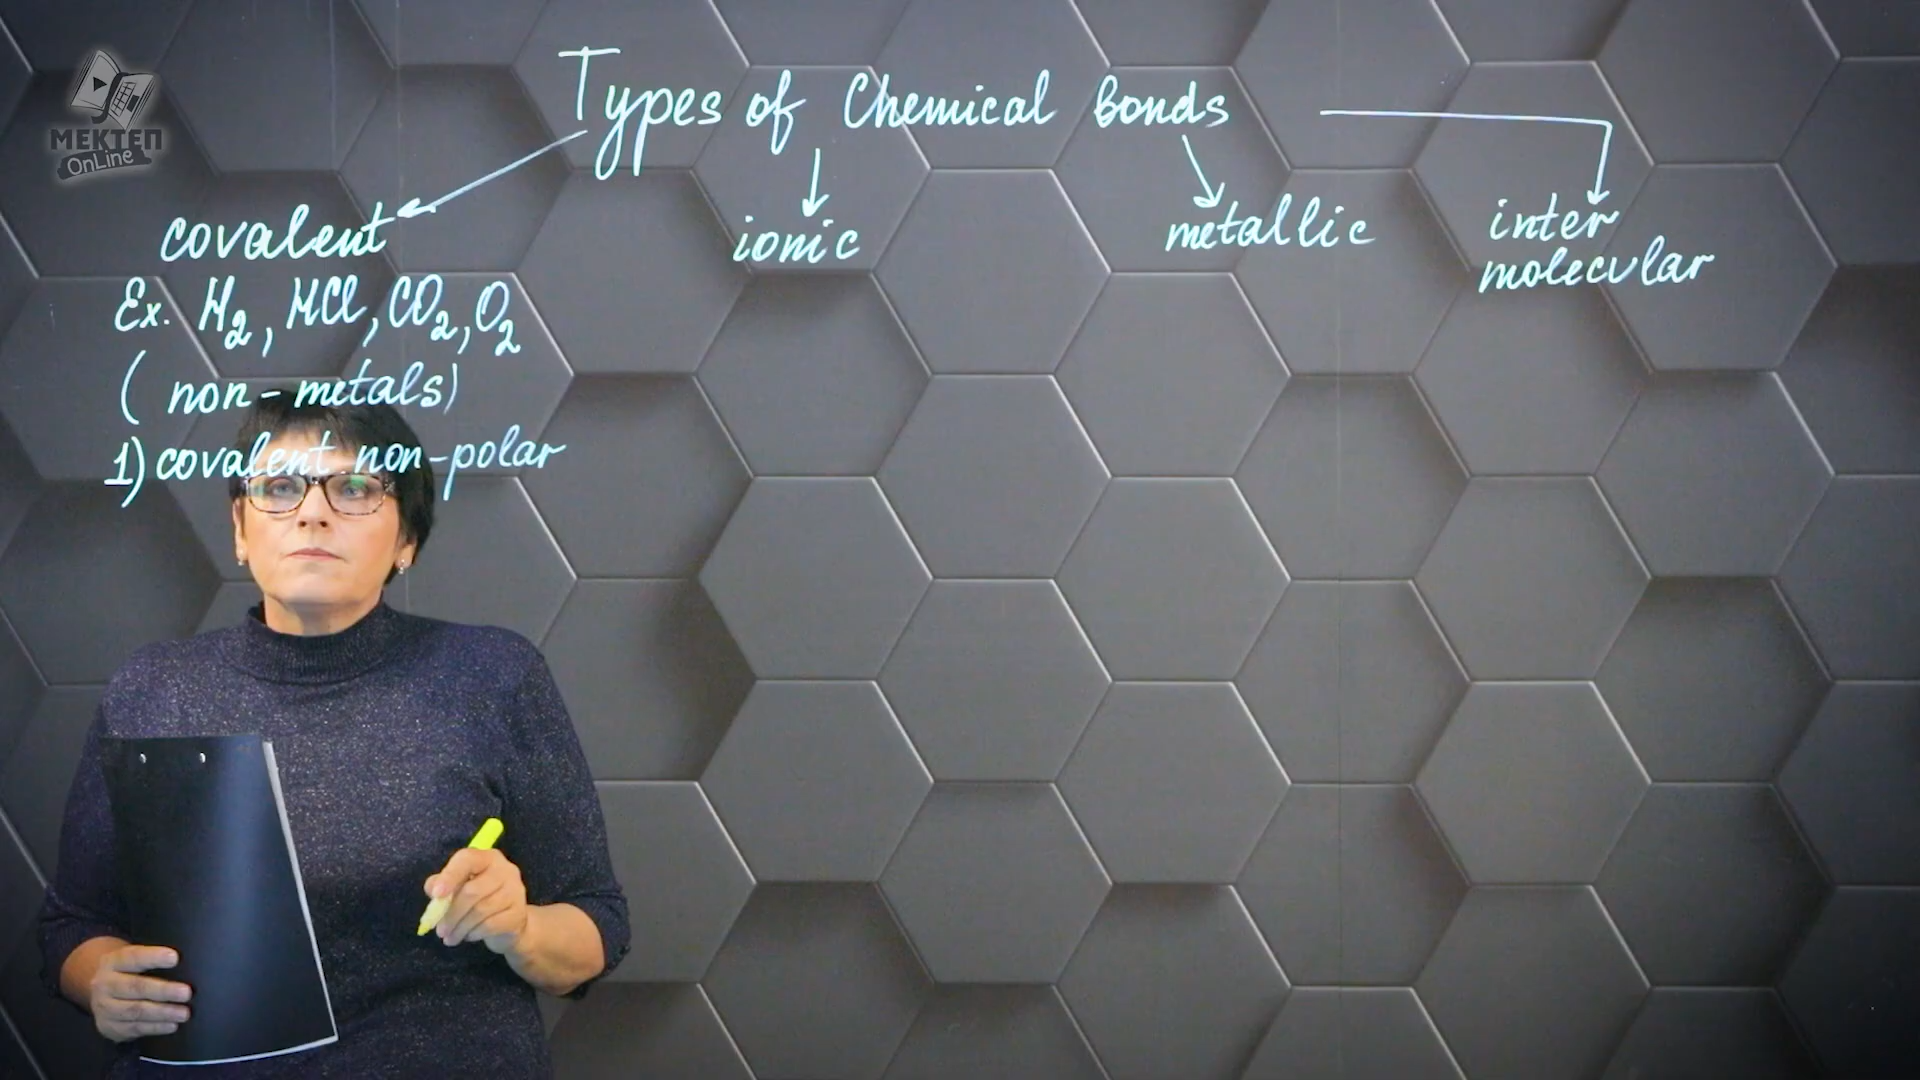 МЕКТЕП
OnLine
Types of Chemical bonds
covalent
ionic
metallic
inter
molecular
Ex. H₂, HCl, CO₂, O₂
(non-metals)
1) covalent non-polar